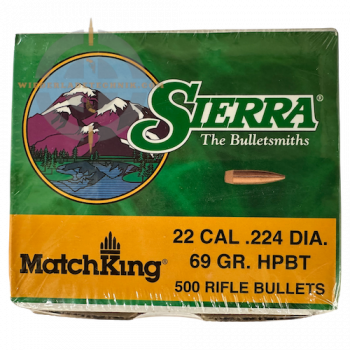 SIERRA®
The Bulletsmiths
22 CAL .224 DIA.
MatchKing®
69 GR. HPBT
500 RIFLE BULLETS